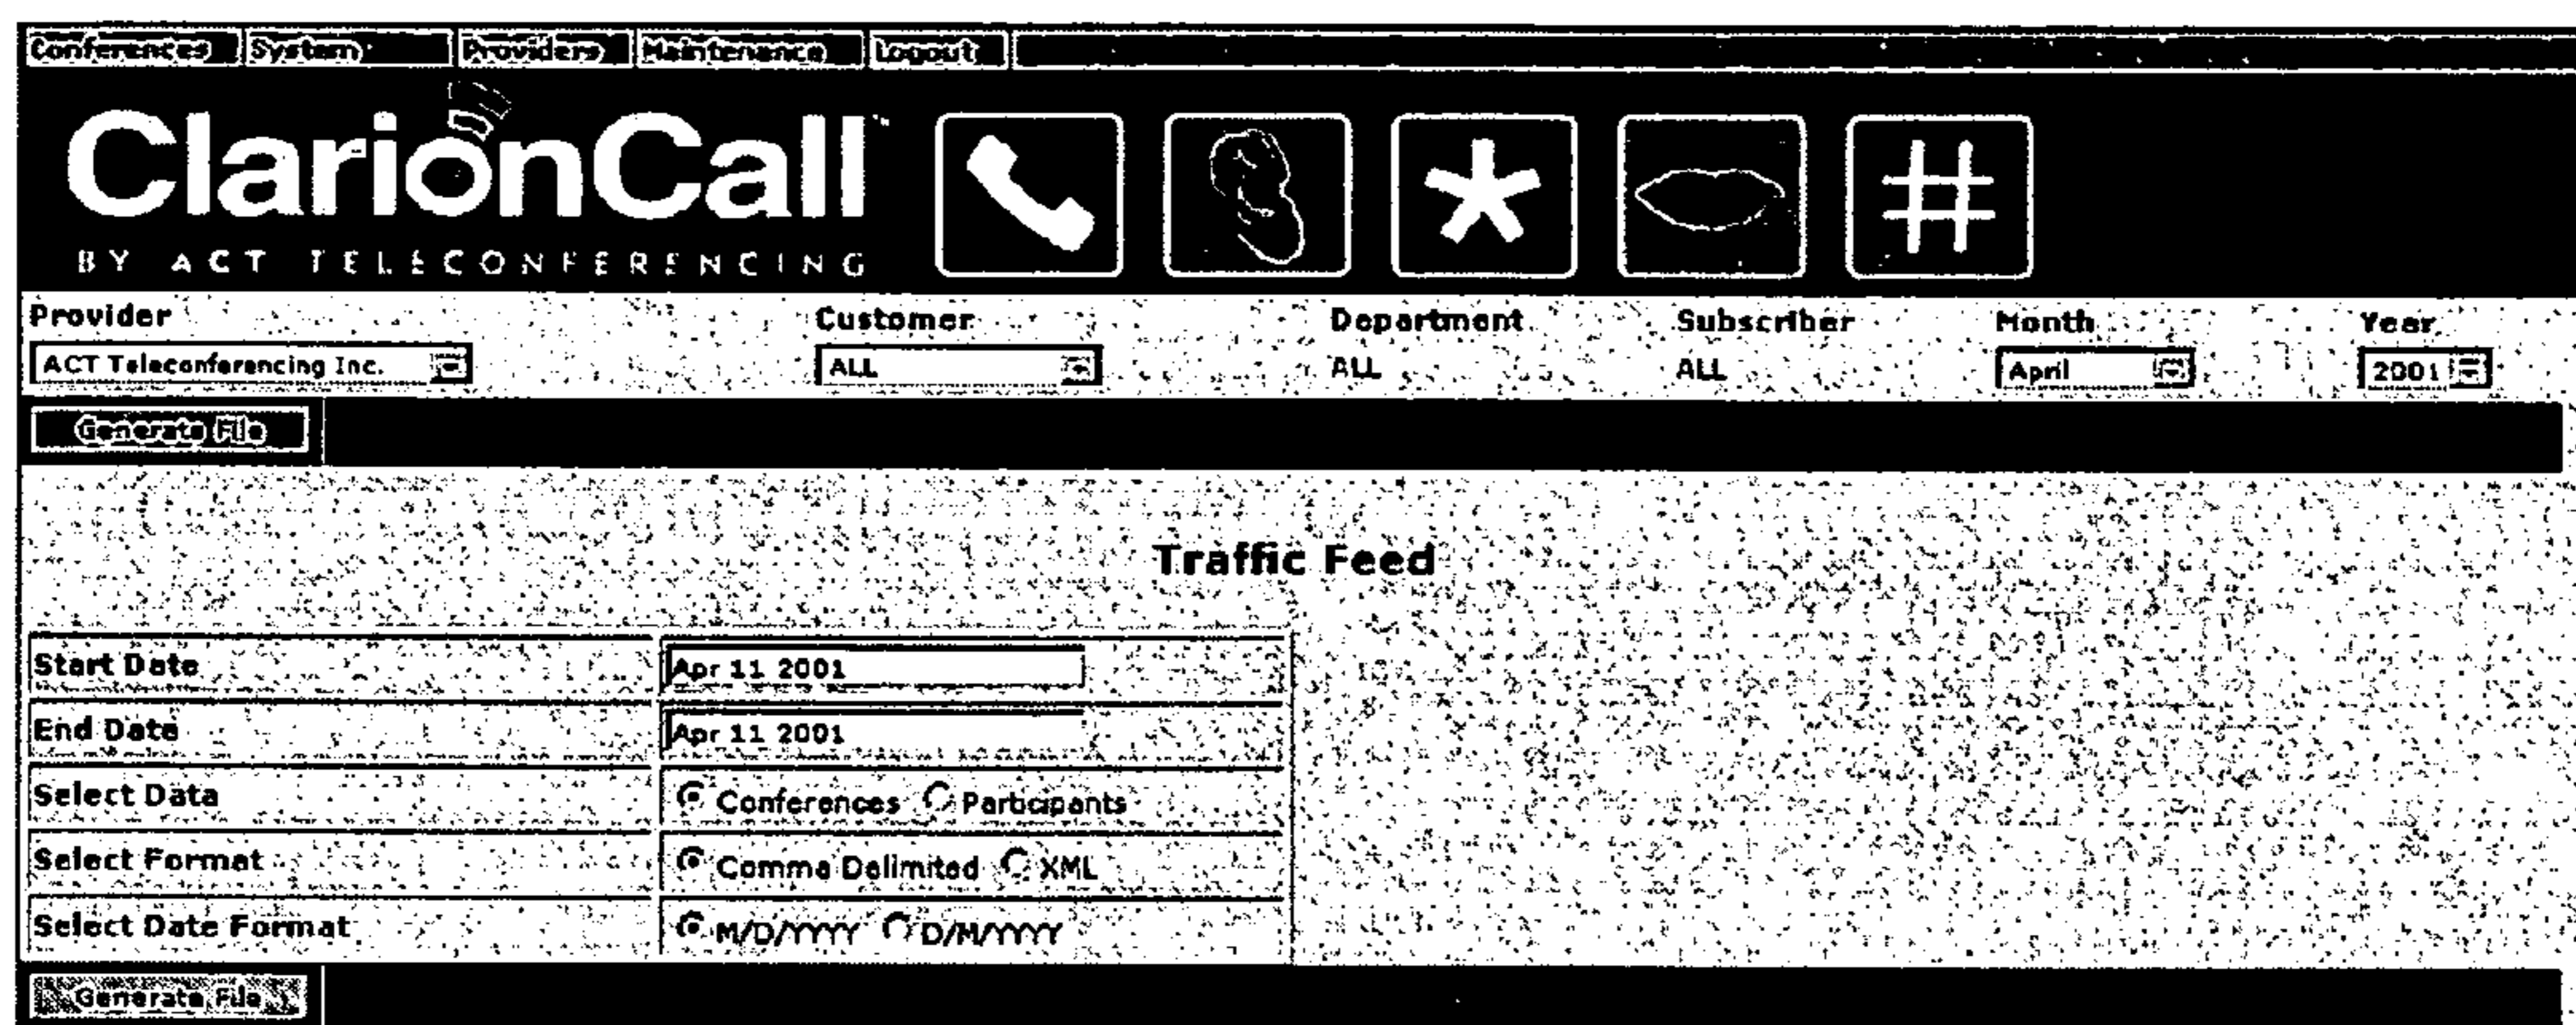 Conferences System Providers Maintenance Logout
ClarionCall
BY ACT TELECONFERENCING
Provider Customer Department Subscriber Month Year
ACT Teleconferencing Inc. ALL ALL ALL April 2001
Generate File
Traffic Feed
Start Date Apr 11 2001
End Date Apr 11 2001
Select Data Conferences Participants
Select Format Comma Delimited XML
Select Date Format M/D/YYYY D/M/YYYY
Generate File